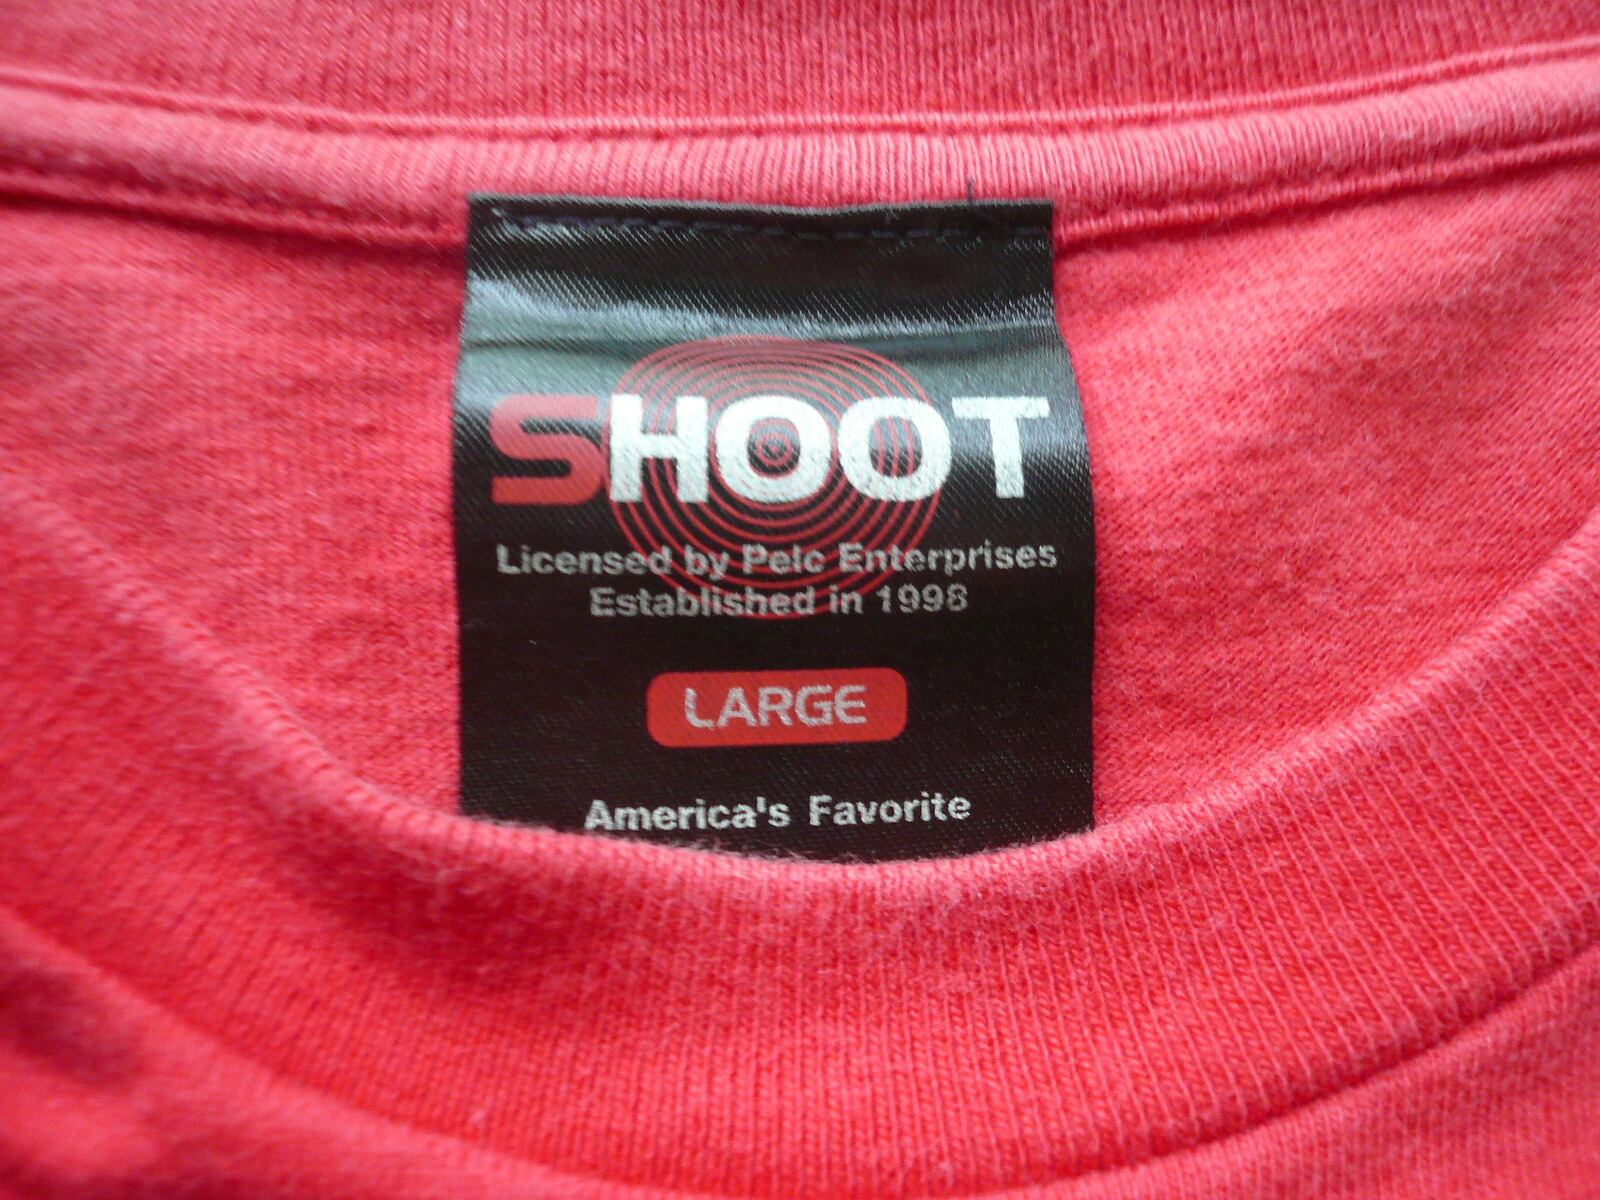 SHOOT
Licensed by Pelc Enterprises
Established in 1998
LARGE
America's Favorite